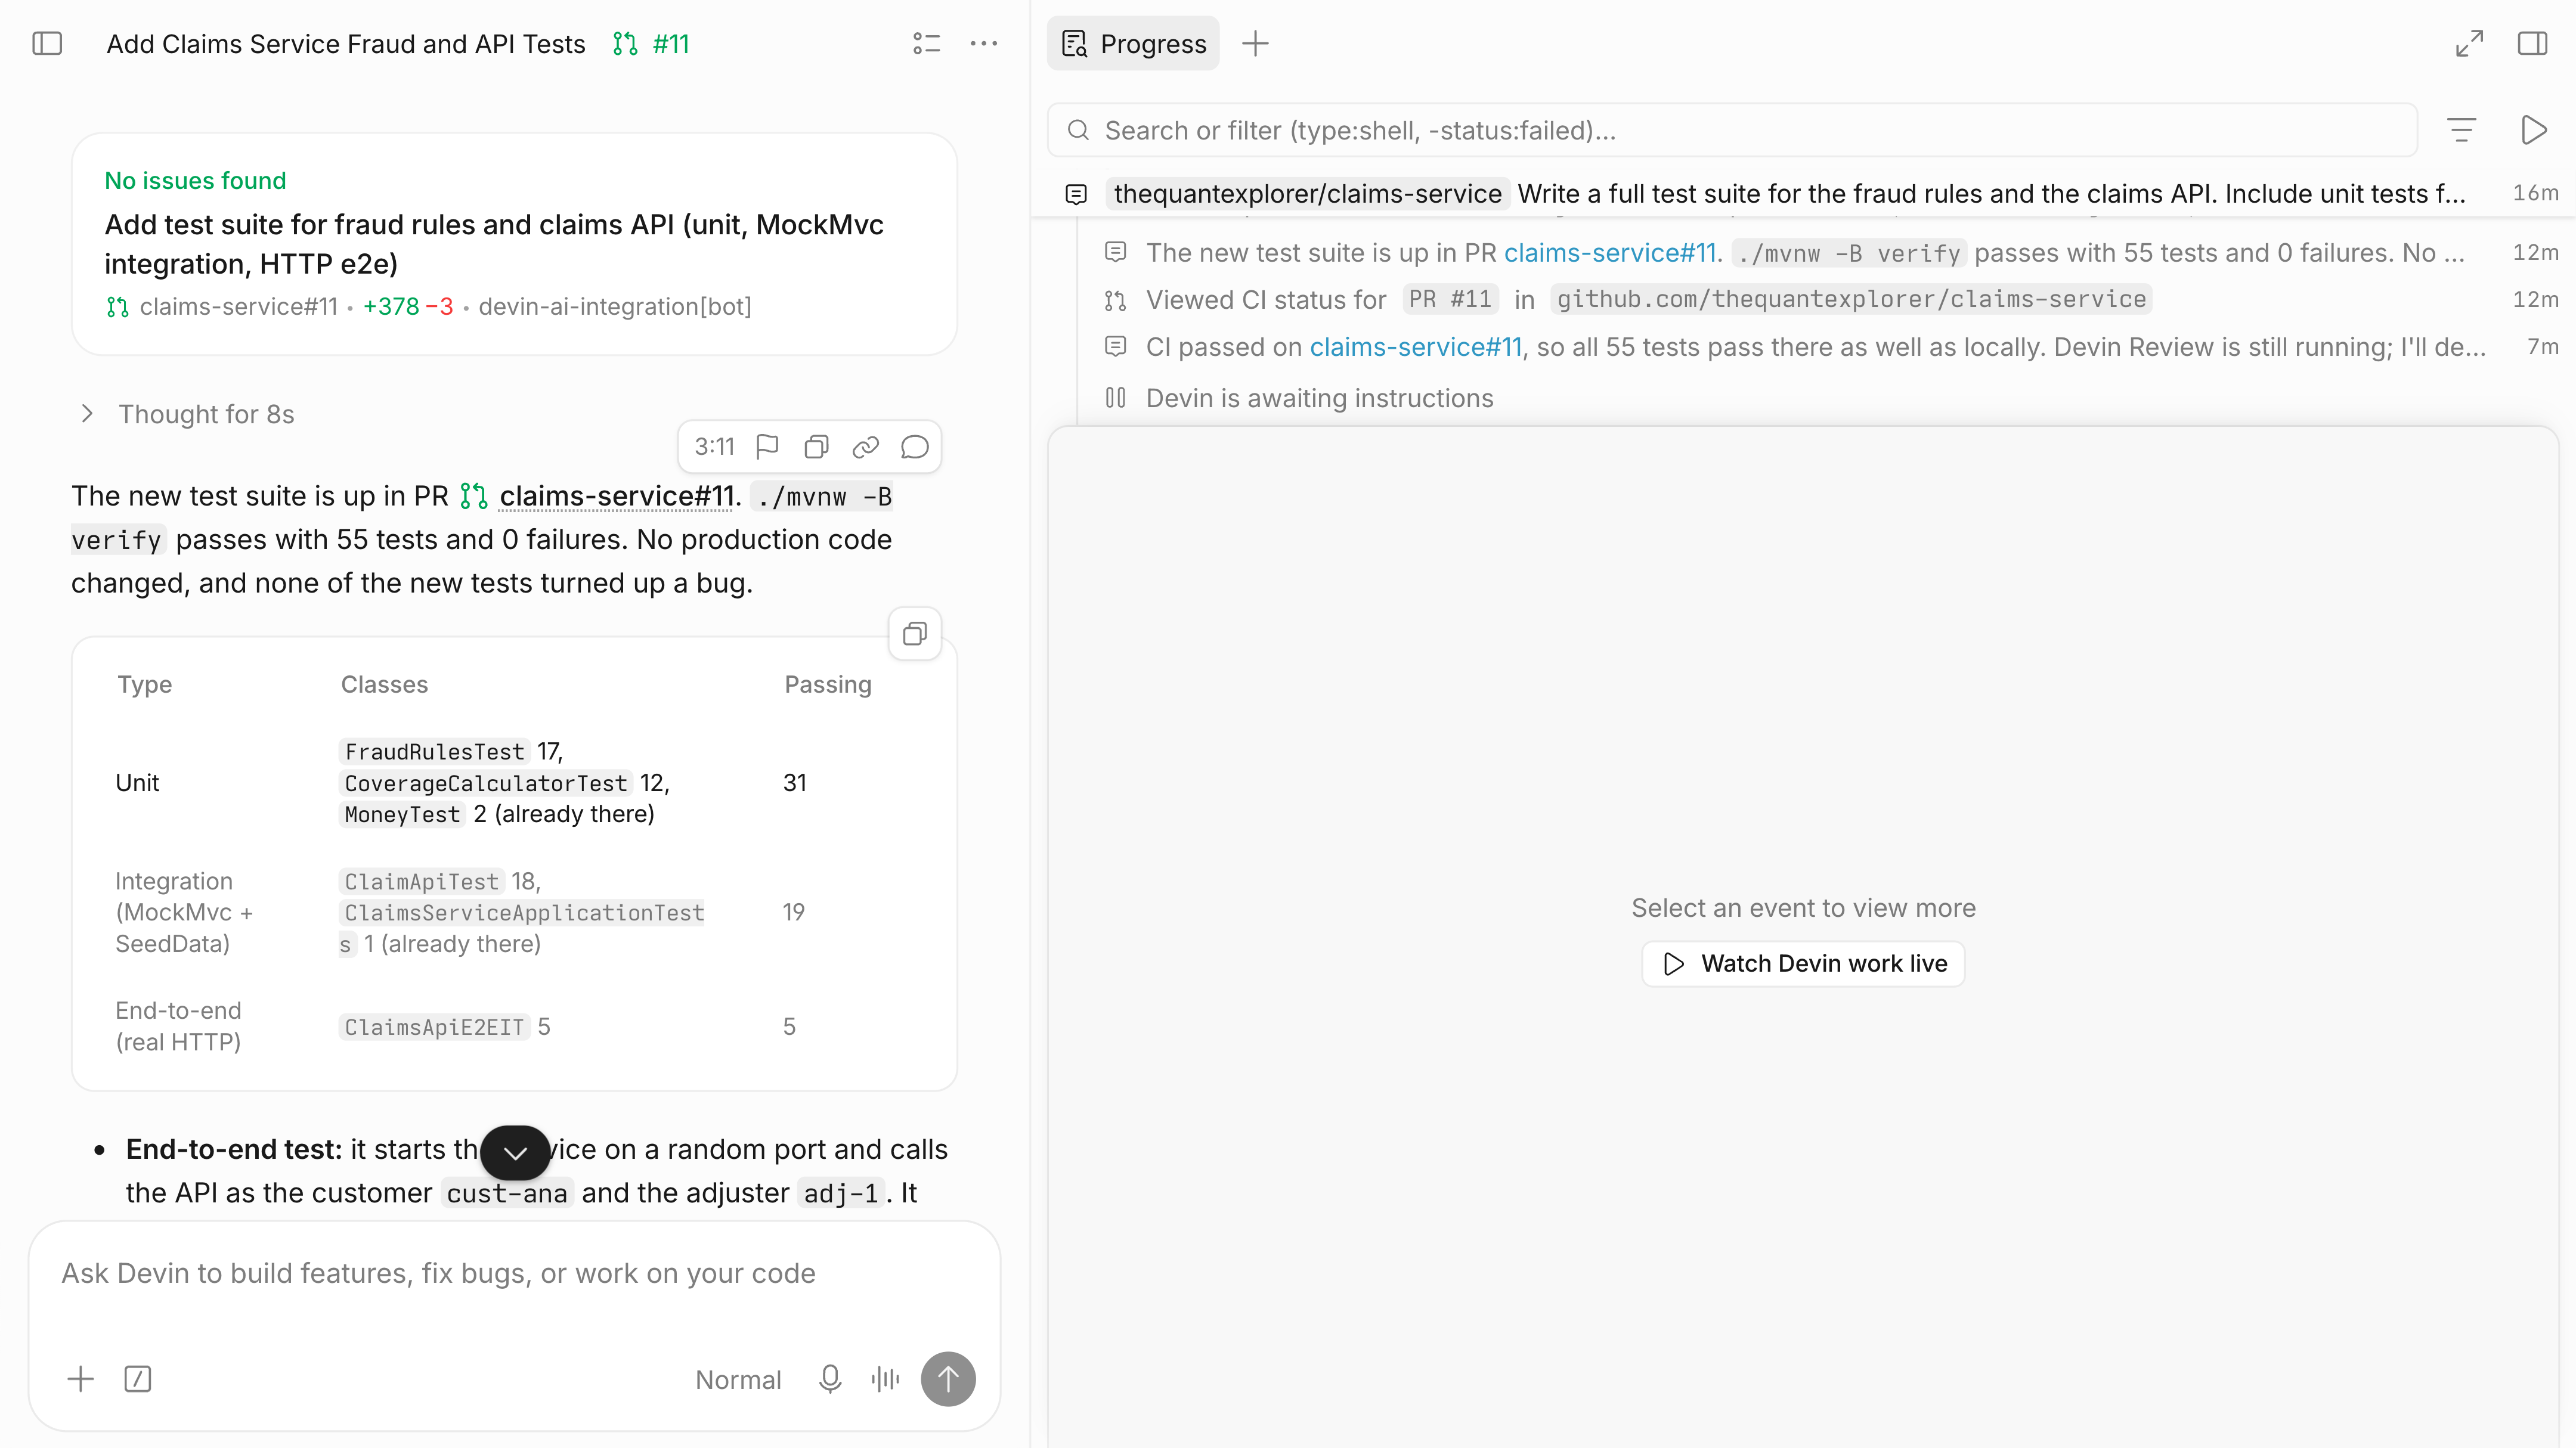 Add Claims Service Fraud and API Tests #11
No issues found
Add test suite for fraud rules and claims API (unit, MockMvc
integration, HTTP e2e)
claims-service#11 • +378 −3 • devin-ai-integration[bot]
Thought for 8s
3:11
The new test suite is up in PR claims-service#11. ./mvnw -B
verify passes with 55 tests and 0 failures. No production code
changed, and none of the new tests turned up a bug.
Type Classes Passing
Unit
FraudRulesTest 17,
CoverageCalculatorTest 12,
MoneyTest 2 (already there)
31
Integration
(MockMvc +
SeedData)
ClaimApiTest 18,
ClaimsServiceApplicationTest
s 1 (already there)
19
End-to-end
(real HTTP)
ClaimsApiE2EIT 5
5
• End-to-end test: it starts th vice on a random port and calls
the API as the customer cust-ana and the adjuster adj-1. It
Ask Devin to build features, fix bugs, or work on your code
Normal
Progress
Search or filter (type:shell, -status:failed)...
thequantexplorer/claims-service Write a full test suite for the fraud rules and the claims API. Include unit tests f... 16m
The new test suite is up in PR claims-service#11. ./mvnw -B verify passes with 55 tests and 0 failures. No ... 12m
Viewed CI status for PR #11 in github.com/thequantexplorer/claims-service 12m
CI passed on claims-service#11, so all 55 tests pass there as well as locally. Devin Review is still running; I'll de... 7m
Devin is awaiting instructions
Select an event to view more
Watch Devin work live